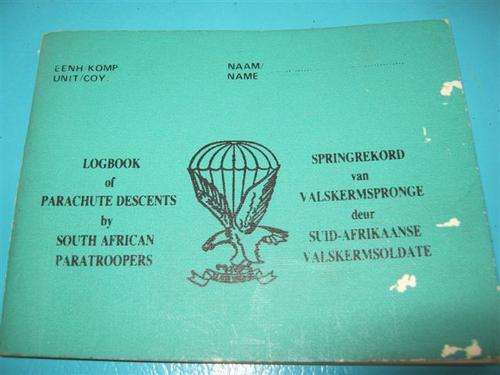 EENH-KOMP
UNIT/COY:
NAAM/
NAME
LOGBOOK
of
PARACHUTE DESCENTS
by
SOUTH AFRICAN
PARATROOPERS
SPRINGREKORD
van
VALSKERMSPRONGE
deur
SUID-AFRIKAANSE
VALSKERMSOLDATE